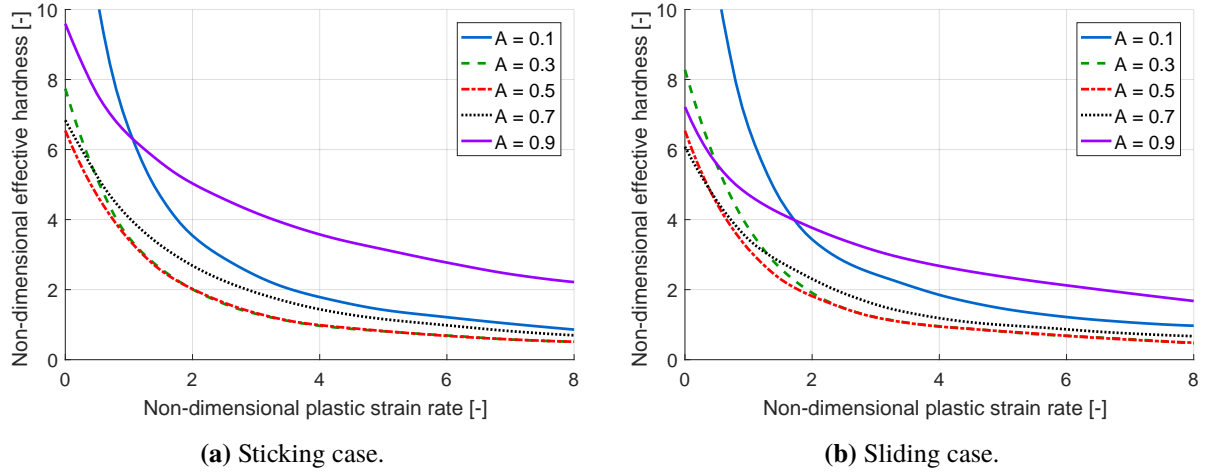 Non-dimensional effective hardness [-]
10
8
6
4
2
0
0 2 4 6 8
Non-dimensional plastic strain rate [-]
A = 0.1
A = 0.3
A = 0.5
A = 0.7
A = 0.9
(a) Sticking case.
Non-dimensional effective hardness [-]
10
8
6
4
2
0
0 2 4 6 8
Non-dimensional plastic strain rate [-]
A = 0.1
A = 0.3
A = 0.5
A = 0.7
A = 0.9
(b) Sliding case.